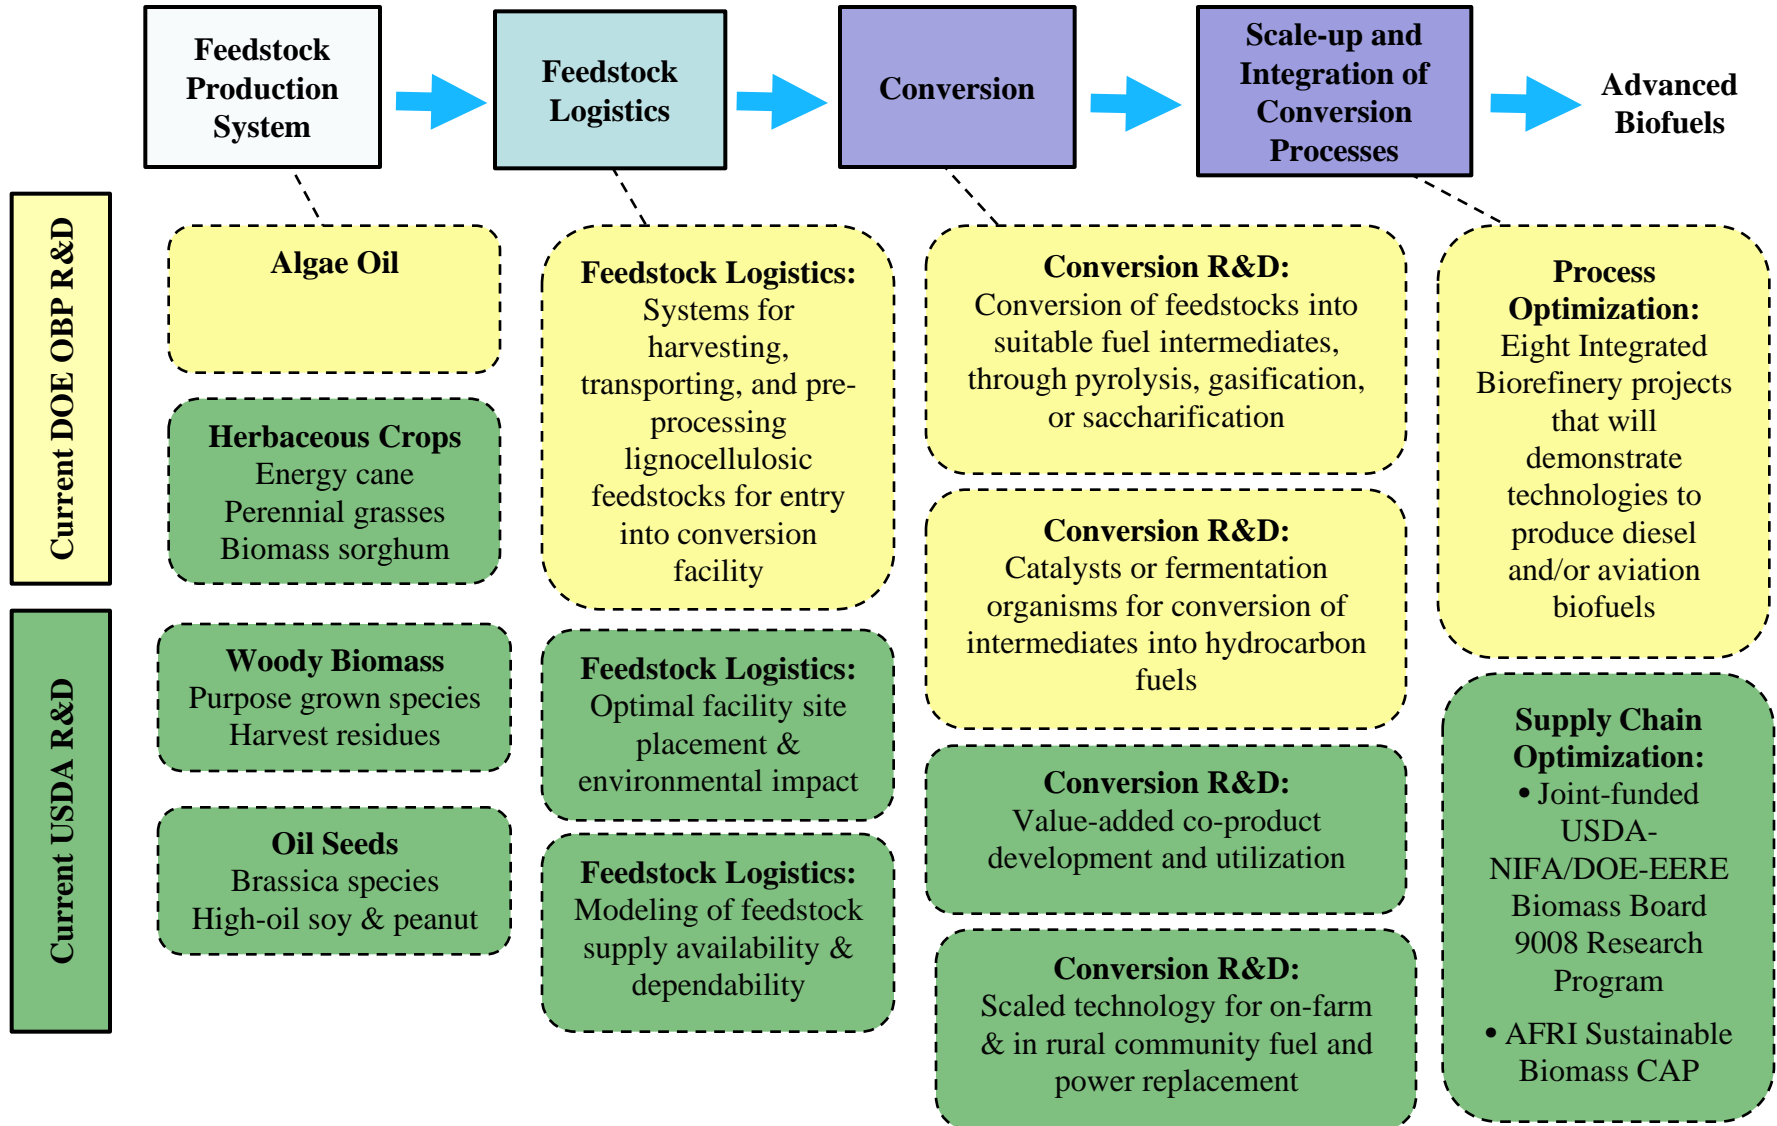 Feedstock
Production
System
Feedstock
Logistics
Conversion
Scale-up and
Integration of
Conversion
Processes
Advanced
Biofuels
Current DOE OBP R&D
Algae Oil
Herbaceous Crops
Energy cane
Perennial grasses
Biomass sorghum
Feedstock Logistics:
Systems for
harvesting,
transporting, and pre-
processing
lignocellulosic
feedstocks for entry
into conversion
facility
Conversion R&D:
Conversion of feedstocks into
suitable fuel intermediates,
through pyrolysis, gasification,
or saccharification
Conversion R&D:
Catalysts or fermentation
organisms for conversion of
intermediates into hydrocarbon
fuels
Process
Optimization:
Eight Integrated
Biorefinery projects
that will
demonstrate
technologies to
produce diesel
and/or aviation
biofuels
Current USDA R&D
Woody Biomass
Purpose grown species
Harvest residues
Oil Seeds
Brassica species
High-oil soy & peanut
Feedstock Logistics:
Optimal facility site
placement &
environmental impact
Feedstock Logistics:
Modeling of feedstock
supply availability &
dependability
Conversion R&D:
Value-added co-product
development and utilization
Conversion R&D:
Scaled technology for on-farm
& in rural community fuel and
power replacement
Supply Chain
Optimization:
• Joint-funded
USDA-
NIFA/DOE-EERE
Biomass Board
9008 Research
Program
• AFRI Sustainable
Biomass CAP